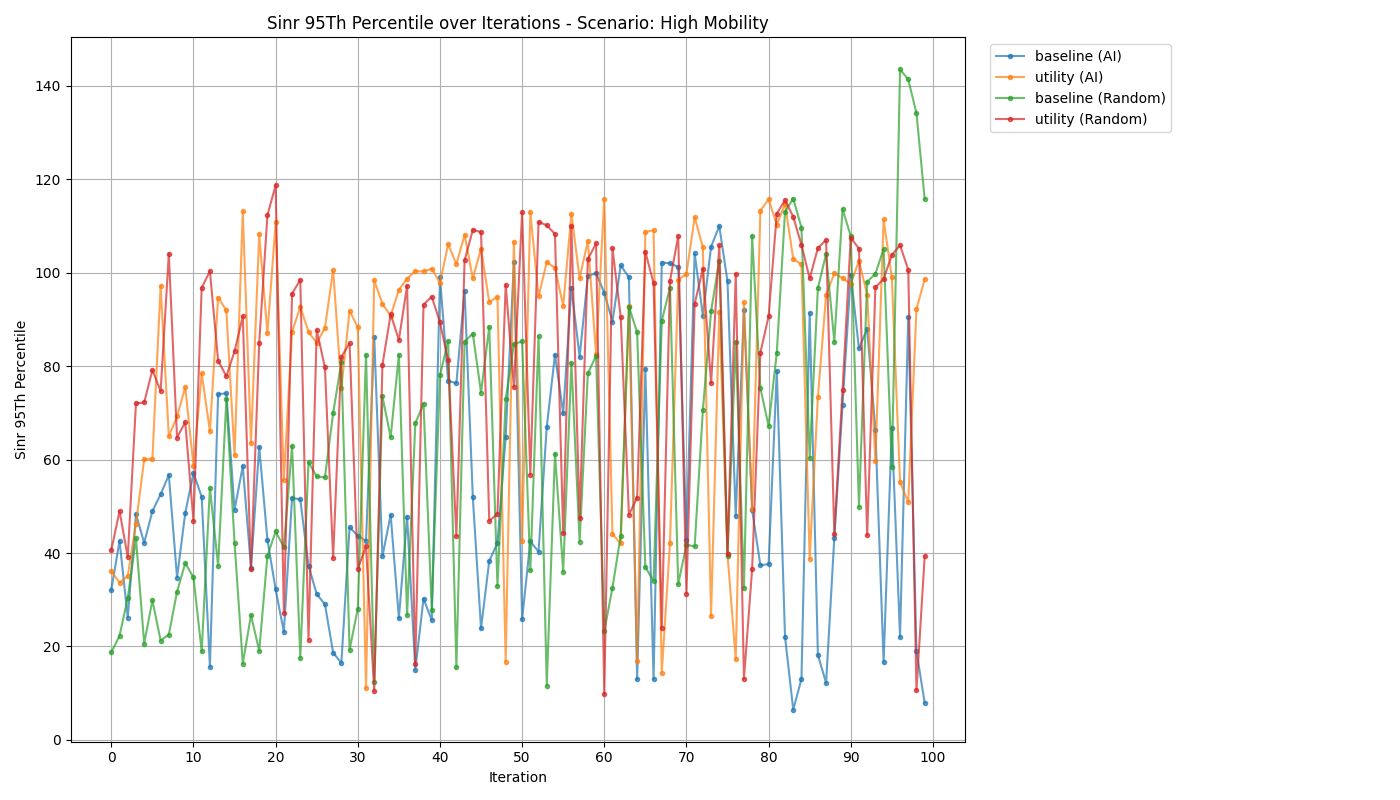 Sinr 95Th Percentile over Iterations - Scenario: High Mobility
baseline (AI)
utility (AI)
baseline (Random)
utility (Random)
Sinr 95Th Percentile
140
120
100
80
60
40
20
0
0 10 20 30 40 50 60 70 80 90 100
Iteration